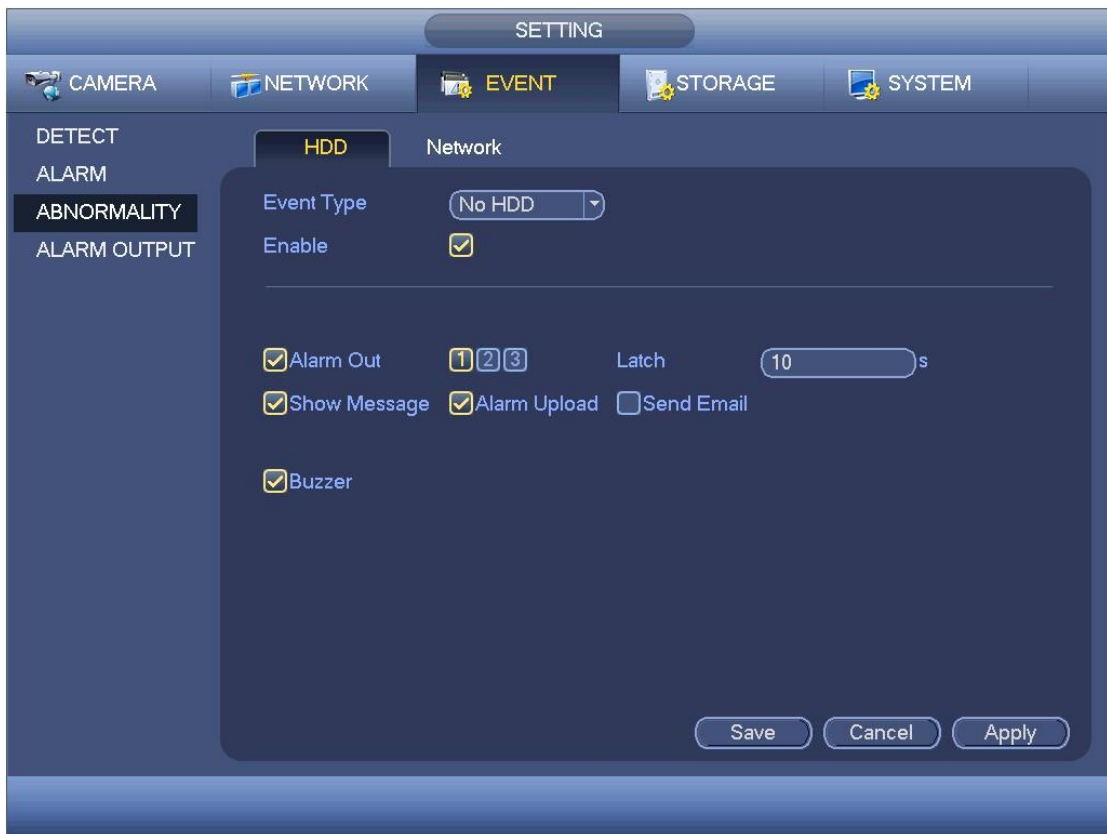 SETTING
CAMERA NETWORK EVENT STORAGE SYSTEM
DETECT
ALARM
ABNORMALITY
ALARM OUTPUT
HDD Network
Event Type No HDD
Enable
Alarm Out 1 2 3 Latch 10 s
Show Message Alarm Upload Send Email
Buzzer
Save Cancel Apply